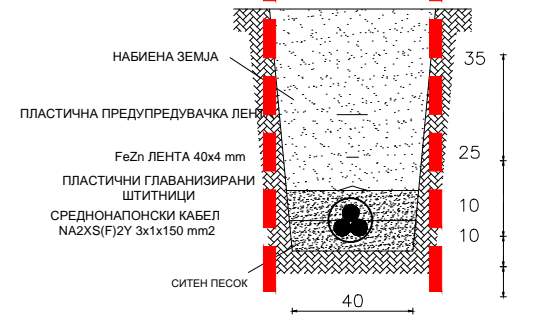 НАБИЕНА ЗЕМЈА
35
ПЛАСТИЧНА ПРЕДУПРЕДУВАЧКА ЛЕНТ
FeZn ЛЕНТА 40x4 mm
25
ПЛАСТИЧНИ ГЛАВАНИЗИРАНИ
ШТИТНИЦИ
СРЕДНОНАПОНСКИ КАБЕЛ
NA2XS(F)2Y 3x1x150 mm2
10
10
СИТЕН ПЕСОК
40